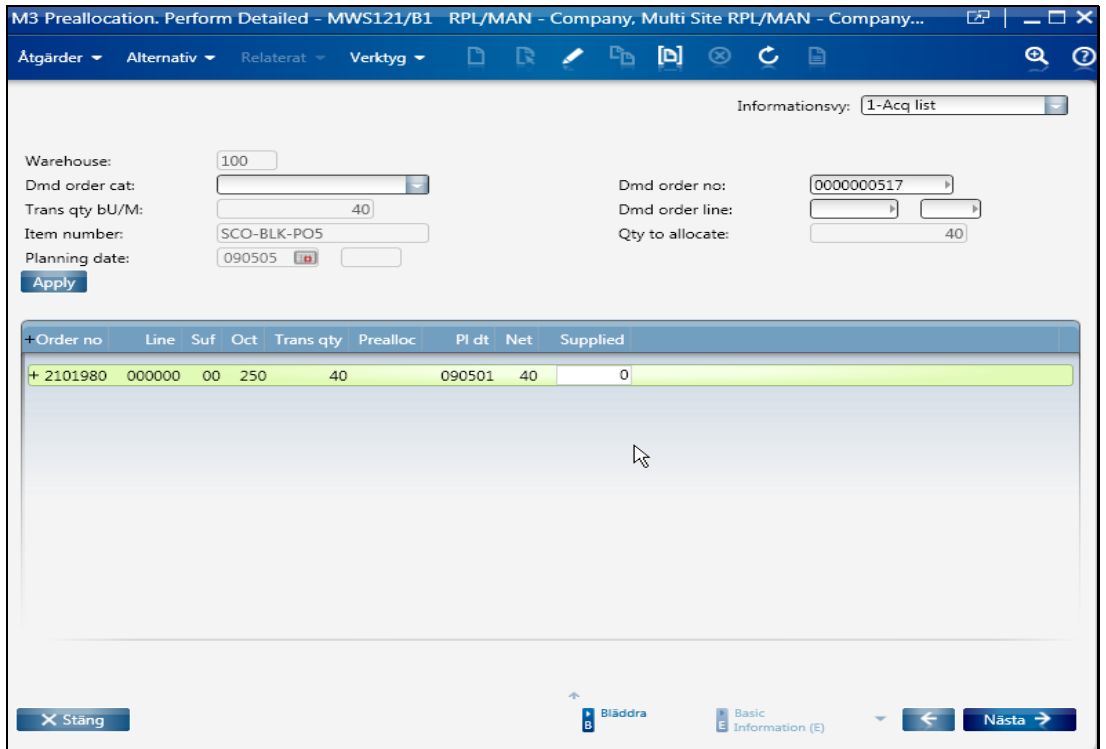 M3 Preallocation. Perform Detailed - MWS121/B1 RPL/MAN - Company, Multi Site RPL/MAN - Company...
Åtgärder Alternativ Relaterat Verktyg
Informationsvy: 1-Acq list
Warehouse: 100
Dmd order cat: Dmd order no: 0000000517
Trans qty bU/M: 40 Dmd order line:
Item number: SCO-BLK-PO5 Qty to allocate: 40
Planning date: 090505
Apply
+Order no Line Suf Oct Trans qty Prealloc Pl dt Net Supplied
+ 2101980 000000 00 250 40 090501 40 0
X Stäng B Bläddra E Basic Information (E) Nästa